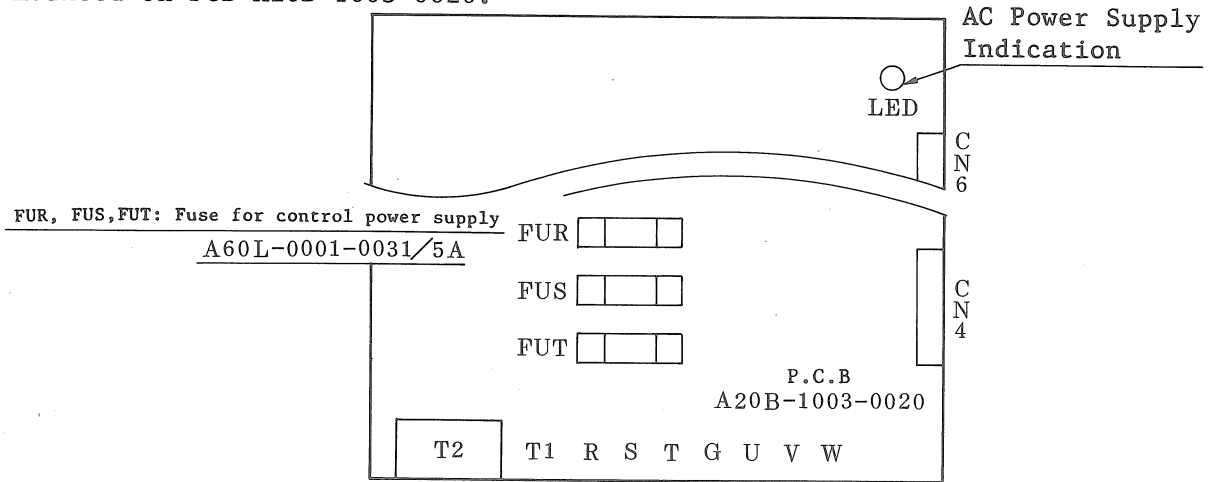 AC Power Supply
Indication
LED
C
N
6
FUR, FUS,FUT: Fuse for control power supply
A60L-0001-0031/5A
FUR
FUS
FUT
C
N
4
P.C.B
A20B-1003-0020
T2 T1 R S T G U V W